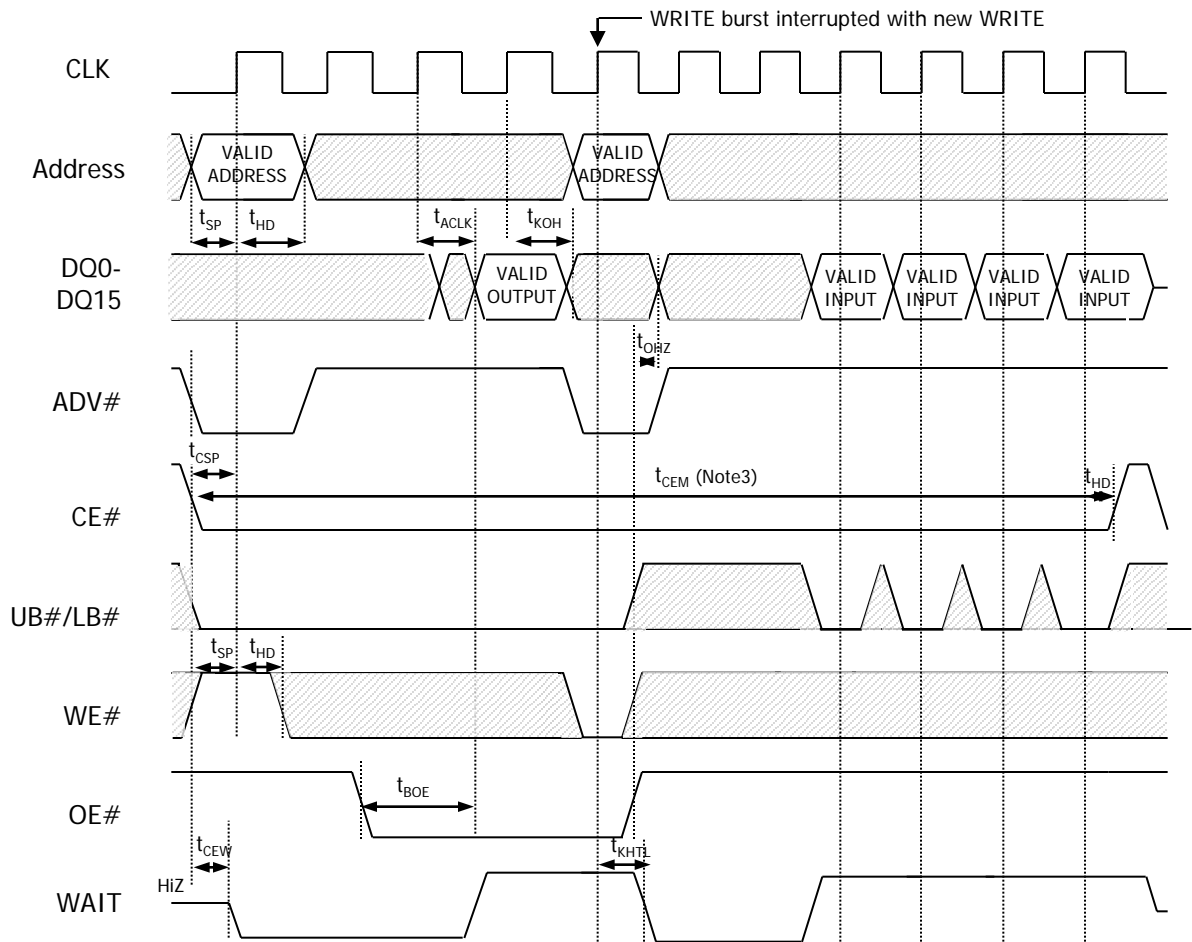 WRITE burst interrupted with new WRITE
CLK
Address
VALID
ADDRESS
VALID
ADDRESS
tSP
tHD
tACLK
tKOH
DQ0-
DQ15
VALID
OUTPUT
VALID
INPUT
VALID
INPUT
VALID
INPUT
VALID
INPUT
tOHZ
ADV#
tCSP
tCEM (Note3)
tHD
CE#
UB#/LB#
tSP
tHD
WE#
tBOE
OE#
tCEW
tKHTL
HiZ
WAIT